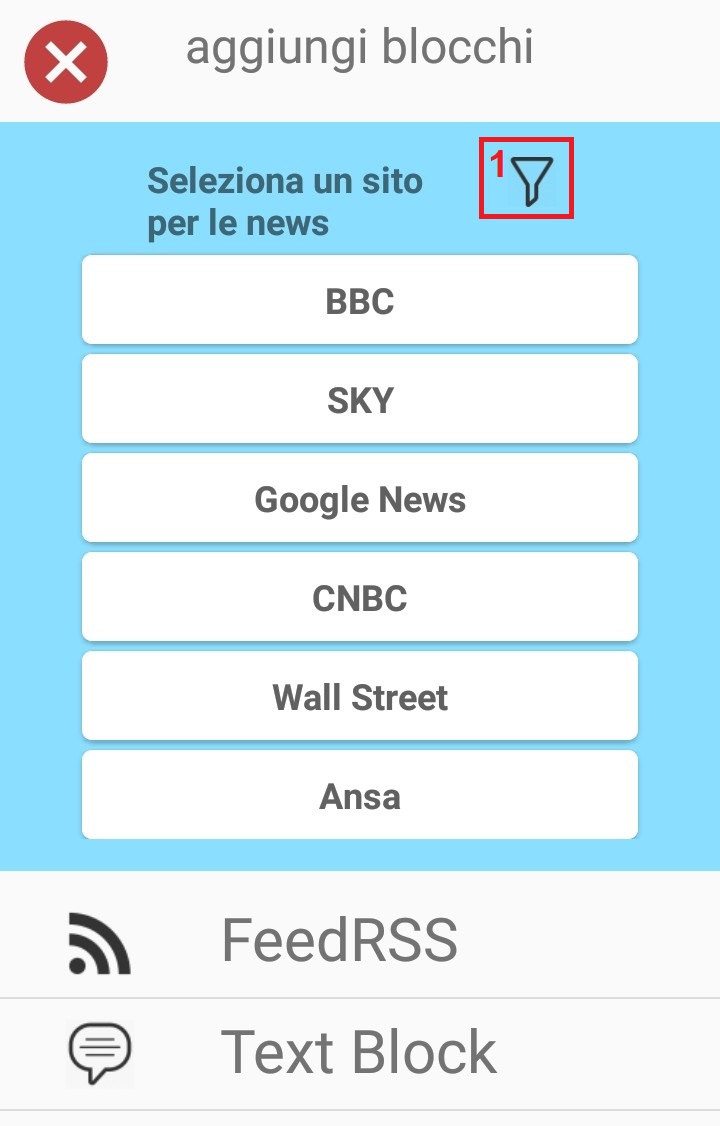 aggiungi blocchi
Seleziona un sito
per le news
1
BBC
SKY
Google News
CNBC
Wall Street
Ansa
FeedRSS
Text Block